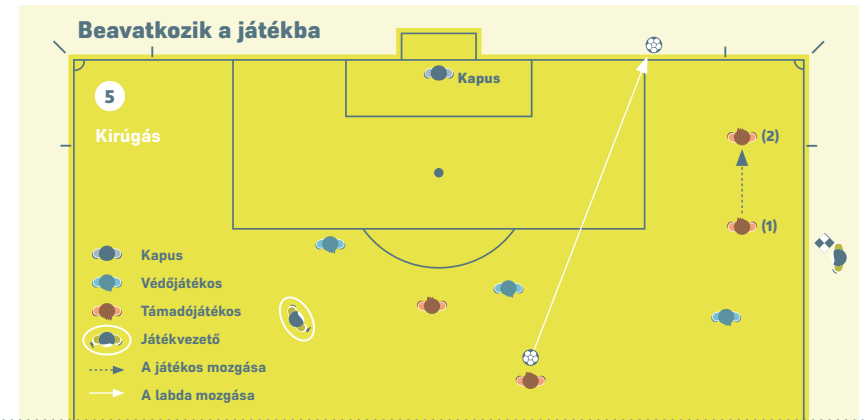 Beavatkozik a játékba
Kapus
5
(2)
Kirúgás
(1)
Kapus
Védőjátékos
Támadójátékos
Játékvezető
A játékos mozgása
A labda mozgása